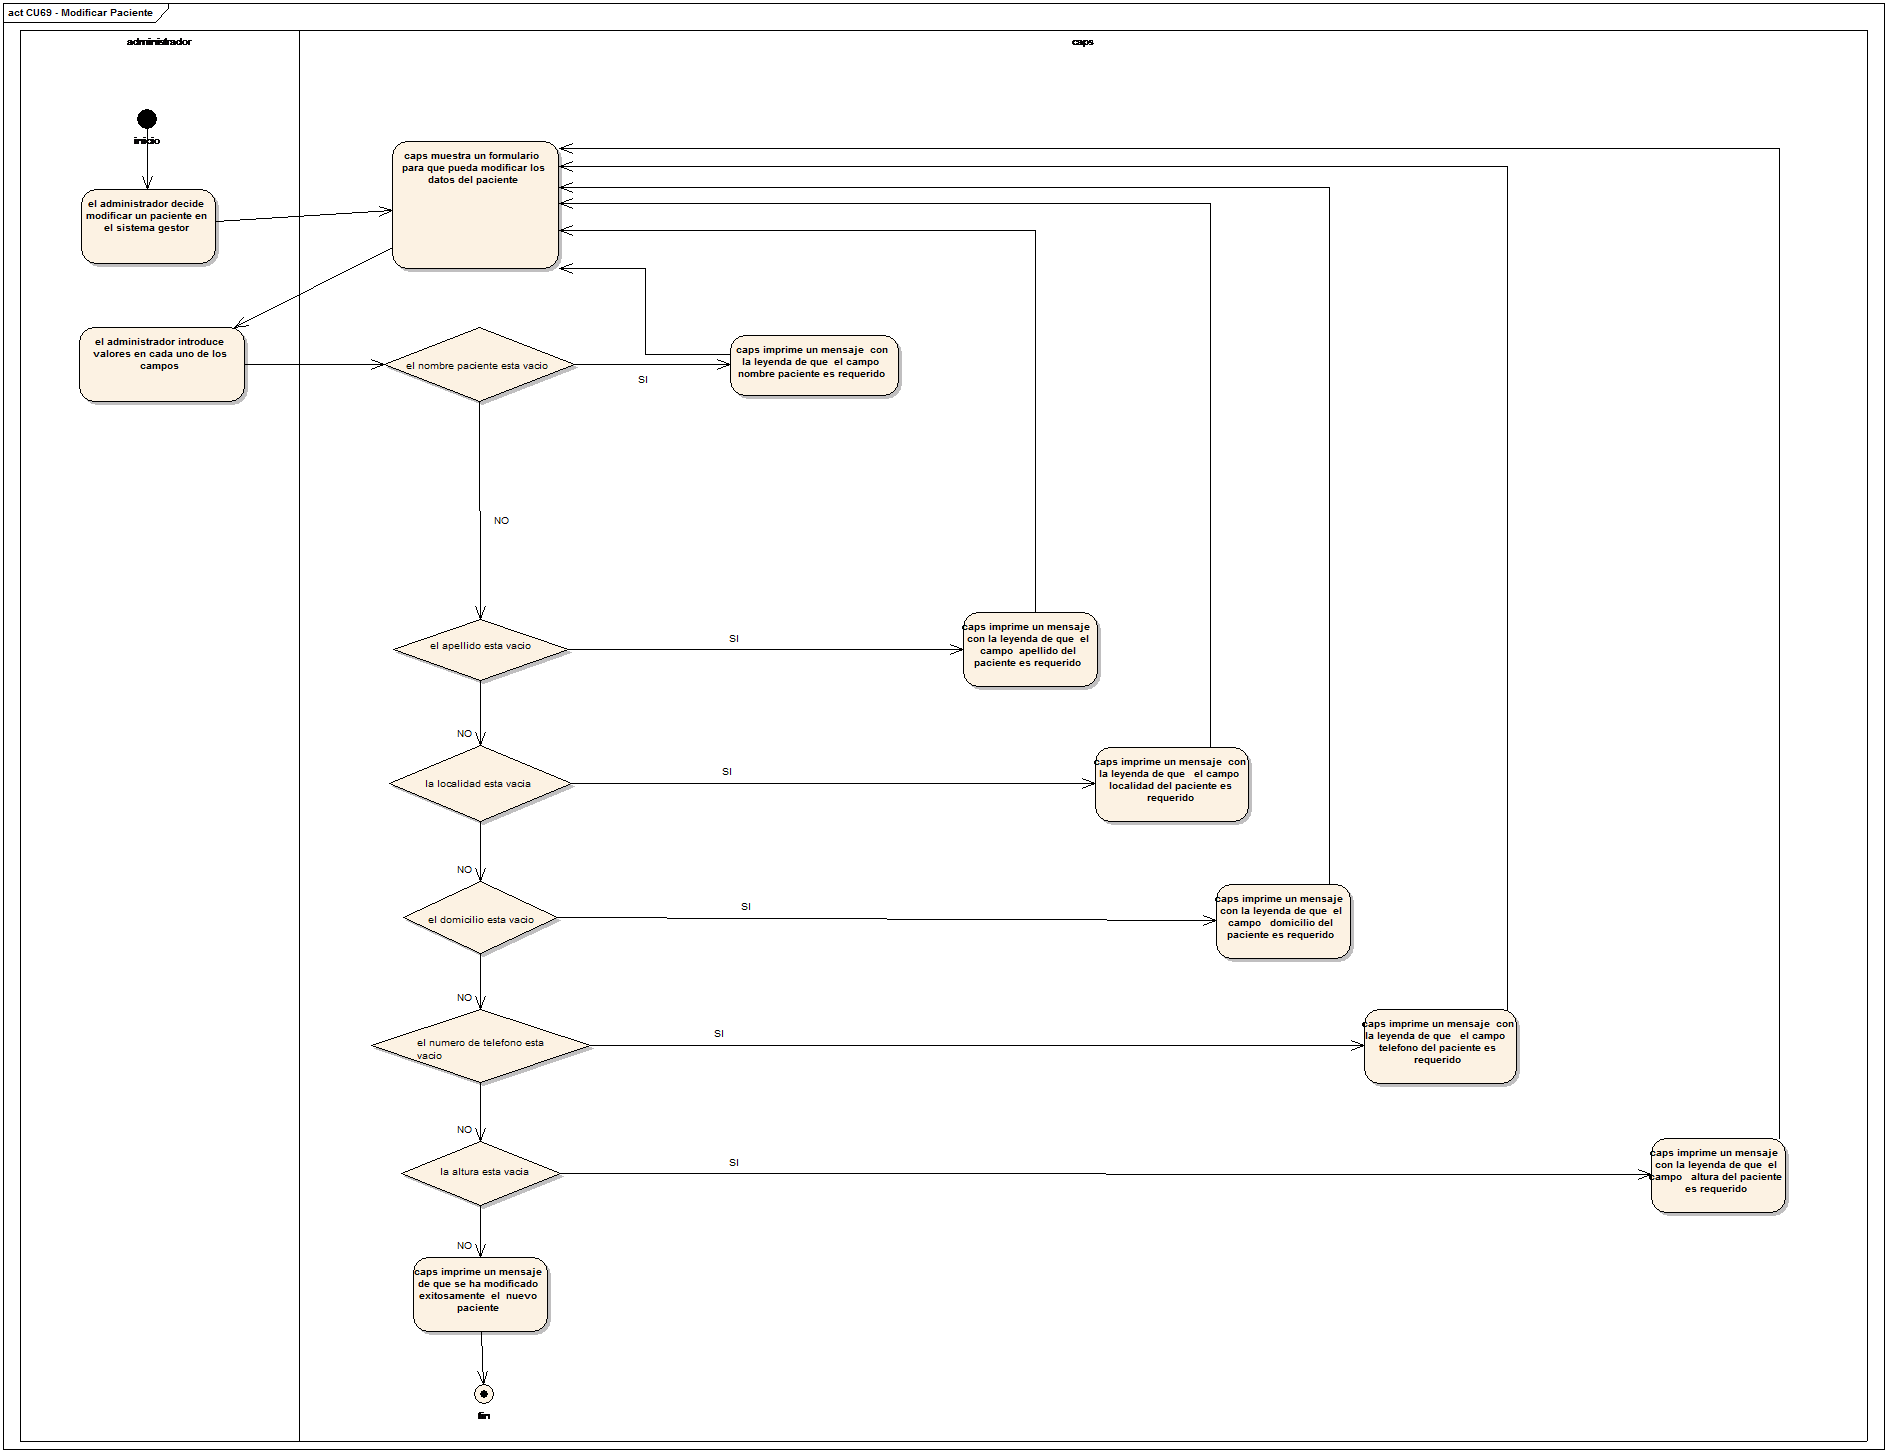 act CU69 - Modificar Paciente
administrador
caps
inicio
caps muestra un formulario
para que pueda modificar los
datos del paciente
el administrador decide
modificar un paciente en
el sistema gestor
el administrador introduce
valores en cada uno de los
campos
el nombre paciente esta vacio
SI
caps imprime un mensaje con
la leyenda de que el campo
nombre paciente es requerido
NO
el apellido esta vacio
SI
caps imprime un mensaje
con la leyenda de que el
campo apellido del
paciente es requerido
NO
la localidad esta vacia
SI
caps imprime un mensaje con
la leyenda de que el campo
localidad del paciente es
requerido
NO
el domicilio esta vacio
SI
caps imprime un mensaje
con la leyenda de que el
campo domicilio del
paciente es requerido
NO
el numero de telefono esta
vacio
SI
caps imprime un mensaje con
la leyenda de que el campo
telefono del paciente es
requerido
NO
la altura esta vacia
SI
caps imprime un mensaje
con la leyenda de que el
campo altura del paciente
es requerido
NO
caps imprime un mensaje
de que se ha modificado
exitosamente el nuevo
paciente
fin